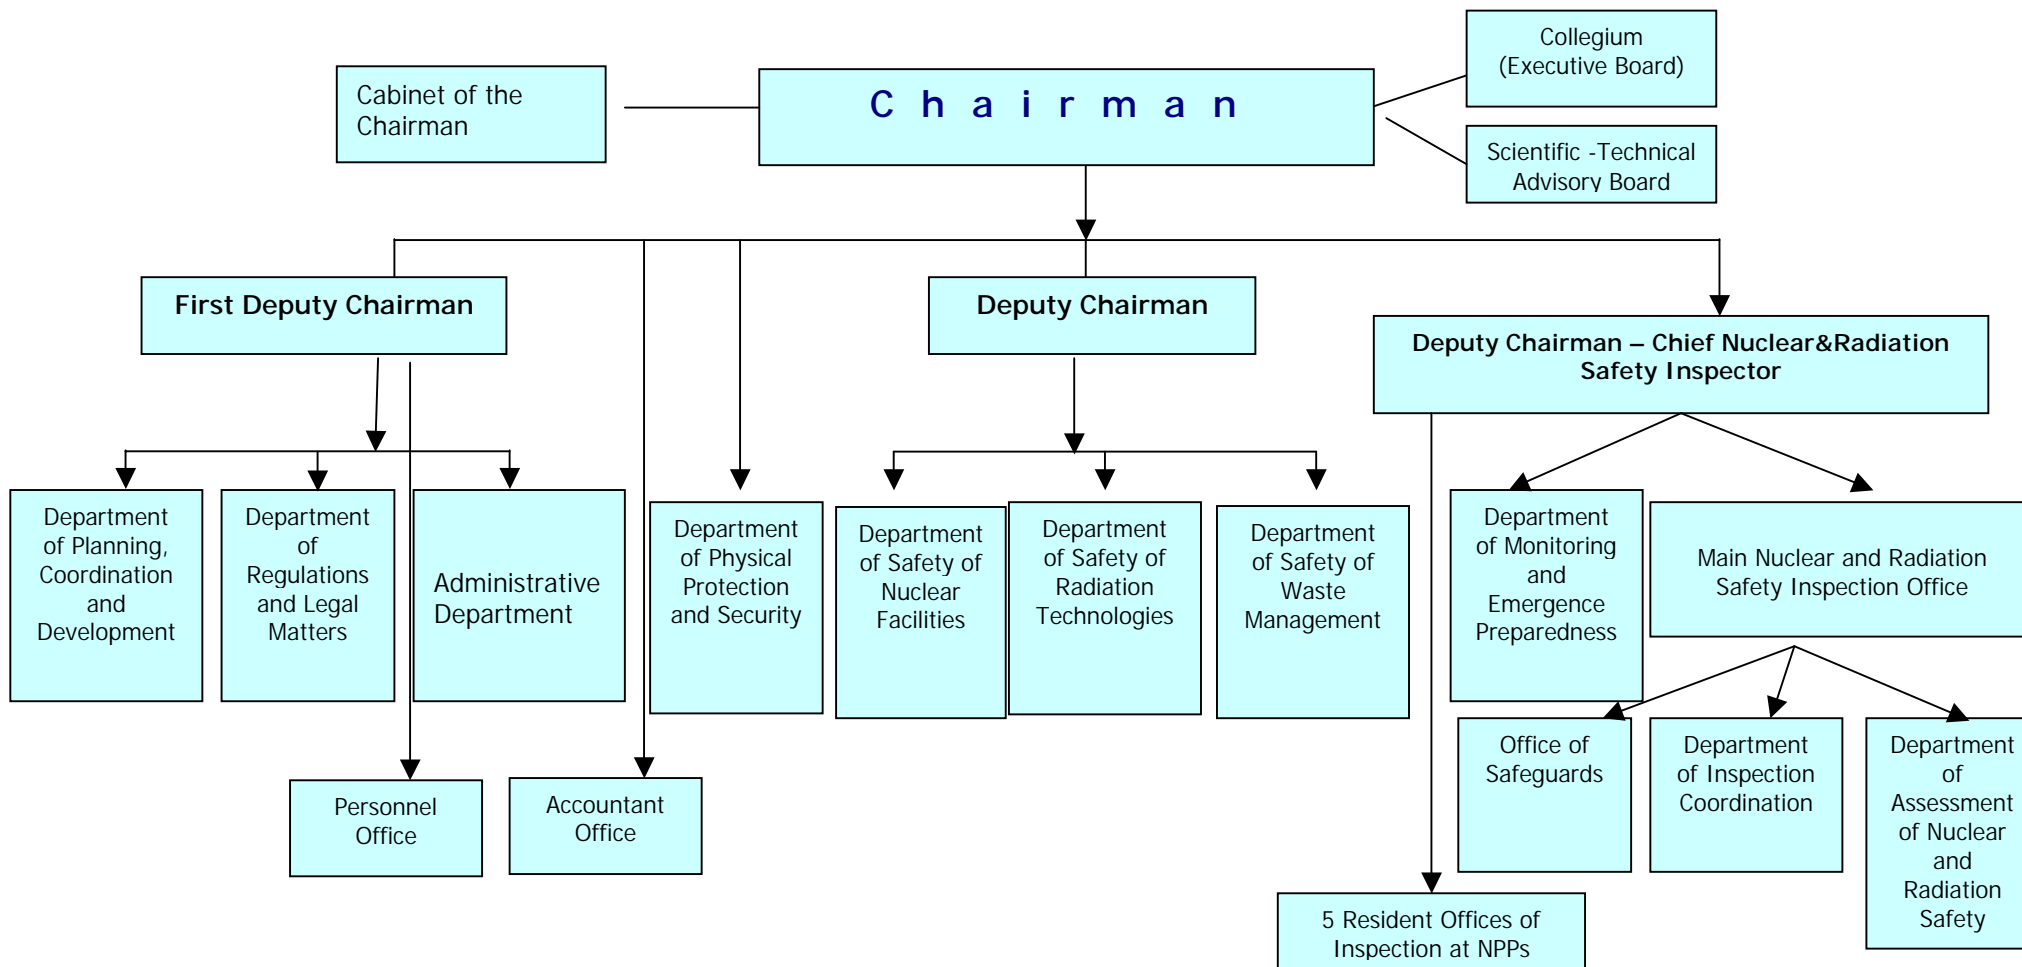 Collegium
(Executive Board)
Cabinet of the
Chairman
C h a i r m a n
Scientific -Technical
Advisory Board
First Deputy Chairman
Deputy Chairman
Deputy Chairman – Chief Nuclear&Radiation
Safety Inspector
Department
of Planning,
Coordination
and
Development
Department
of
Regulations
and Legal
Matters
Administrative
Department
Department
of Physical
Protection
and Security
Department
of Safety of
Nuclear
Facilities
Department
of Safety of
Radiation
Technologies
Department
of Safety of
Waste
Management
Department
of Monitoring
and
Emergence
Preparedness
Main Nuclear and Radiation
Safety Inspection Office
Personnel
Office
Accountant
Office
Office of
Safeguards
Department
of Inspection
Coordination
Department
of
Assessment
of Nuclear
and
Radiation
Safety
5 Resident Offices of
Inspection at NPPs